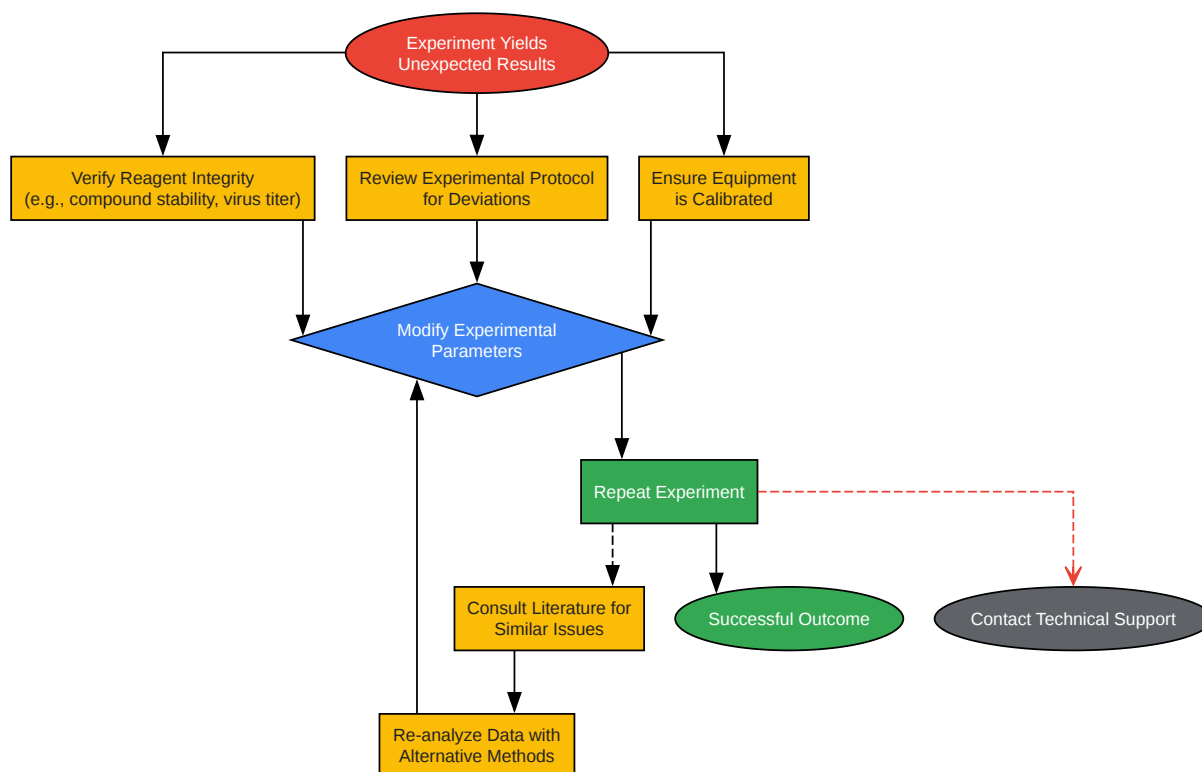 Experiment Yields
Unexpected Results
Verify Reagent Integrity
(e.g., compound stability, virus titer)
Review Experimental Protocol
for Deviations
Ensure Equipment
is Calibrated
Modify Experimental
Parameters
Repeat Experiment
Consult Literature for
Similar Issues
Successful Outcome
Contact Technical Support
Re-analyze Data with
Alternative Methods